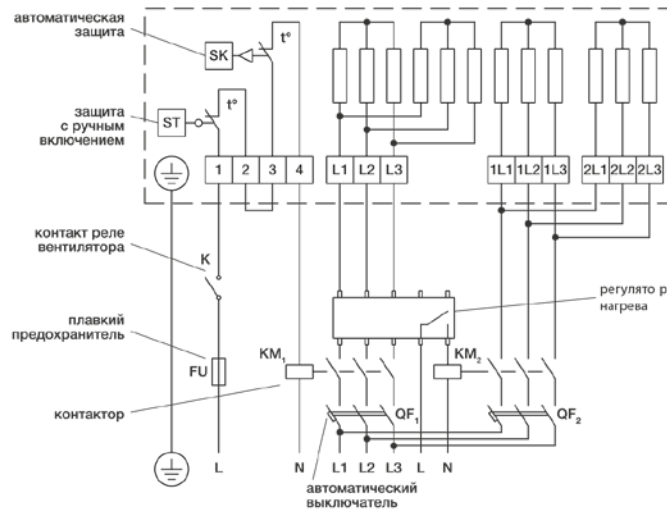 автоматическая
защита
SK
t°
защита
с ручным
включением
ST
t°
1 2 3 4
L1 L2 L3
1L1 1L2 1L3
2L1 2L2 2L3
контакт реле
вентилятора
K
регулято р
нагрева
плавкий
предохранитель
FU
KM1
KM2
контактор
QF1
QF2
L N L1 L2 L3 L N
автоматический
выключатель